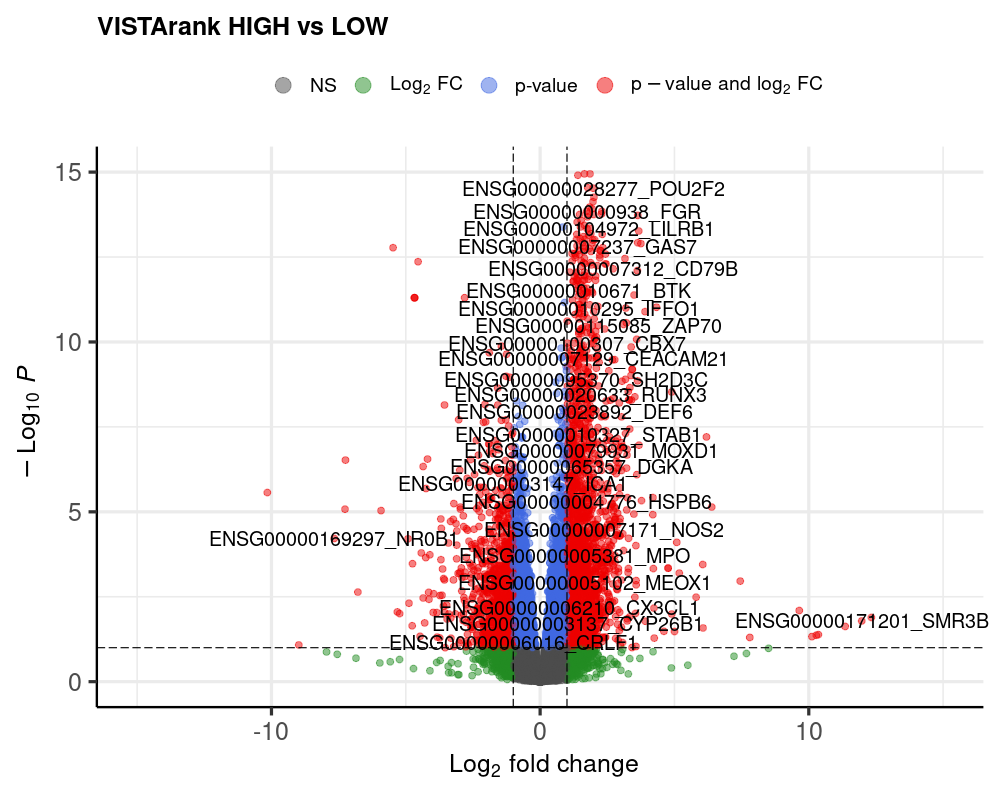 VISTArank HIGH vs LOW
NS Log2 FC p-value p − value and log2 FC
15
ENSG00000028277_POU2F2
ENSG00000000938_FGR
ENSG00000104972_LILRB1
ENSG00000007237_GAS7
ENSG00000007312_CD79B
ENSG00000010671_BTK
ENSG00000010295_IFFO1
ENSG00000115085_ZAP70
10
ENSG00000100307_CBX7
ENSG00000007129_CEACAM21
ENSG00000095370_SH2D3C
ENSG00000020633_RUNX3
ENSG00000023892_DEF6
ENSG00000010327_STAB1
ENSG00000079931_MOXD1
ENSG00000065357_DGKA
ENSG00000003147_ICA1
ENSG00000004776_HSPB6
5
ENSG00000007171_NOS2
ENSG00000169297_NR0B1
ENSG00000005381_MPO
ENSG00000005102_MEOX1
ENSG00000006210_CX3CL1
ENSG00000171201_SMR3B
ENSG00000003137_CYP26B1
ENSG00000006016_CRLF1
0
− Log10 P
-10 0 10
Log2 fold change